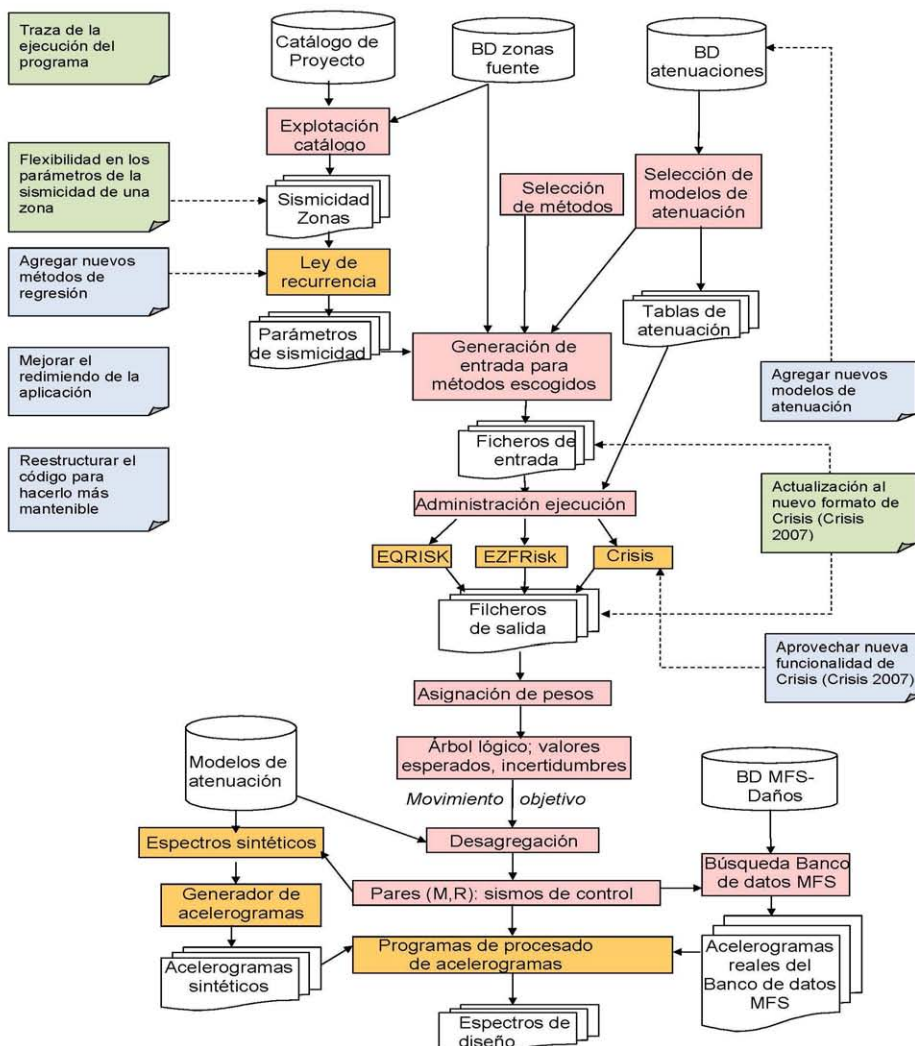 Traza de la
ejecución del
programa
Catálogo de
Proyecto
BD zonas
fuente
BD
atenuaciones
Explotación
catálogo
Flexibilidad en los
parámetros de la
sismicidad de una
zona
Sismicidad
Zonas
Selección
de métodos
Selección de
modelos de
atenuación
Agregar nuevos
métodos de
regresión
Ley de
recurrencia
Parámetros
de sismicidad
Tablas de
atenuación
Generación de
entrada para
métodos escogidos
Mejorar el
redimiendo de la
aplicación
Agregar nuevos
modelos de
atenuación
Ficheros de
entrada
Reestructurar el
código para
hacerlo más
mantenible
Administración ejecución
Actualización al
nuevo formato de
Crisis (Crisis
2007)
EQRISK
EZFRisk
Crisis
Filcheros
de salida
Aprovechar nueva
funcionalidad de
Crisis (Crisis 2007)
Asignación de pesos
Árbol lógico; valores
esperados, incertidumbres
Modelos de
atenuación
BD MFS-
Daños
Movimiento objetivo
Desagregación
Espectros sintéticos
Búsqueda Banco
de datos MFS
Generador de
acelerogramas
Pares (M,R): sismos de control
Programas de procesado
de acelerogramas
Acelerogramas
sintéticos
Acelerogramas
reales del
Banco de datos
MFS
Espectros de
diseño